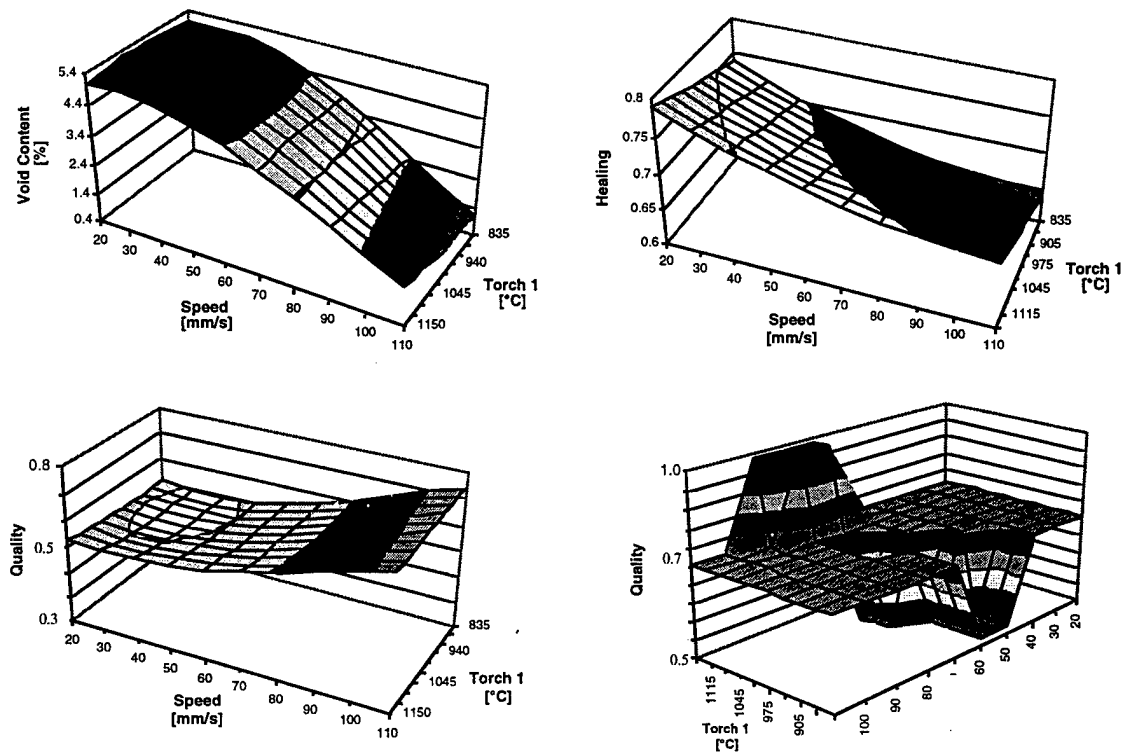 5.4
4.4
3.4
2.4
1.4
0.4
Void Content
[%]
20 30 40 50 60 70 80 90 100 110
Speed
[mm/s]
835
940
1045
1150
Torch 1
[°C]
0.8
0.75
0.7
0.65
0.6
Healing
20 30 40 50 60 70 80 90 100 110
Speed
[mm/s]
835
905
975
1045
1115
Torch 1
[°C]
0.8
0.5
0.3
Quality
20 30 40 50 60 70 80 90 100 110
Speed
[mm/s]
835
940
1045
1150
Torch 1
[°C]
1.0
0.7
0.5
Quality
1115
1045
975
905
Torch 1
[°C]
100
90
80
60
50
40
30
20